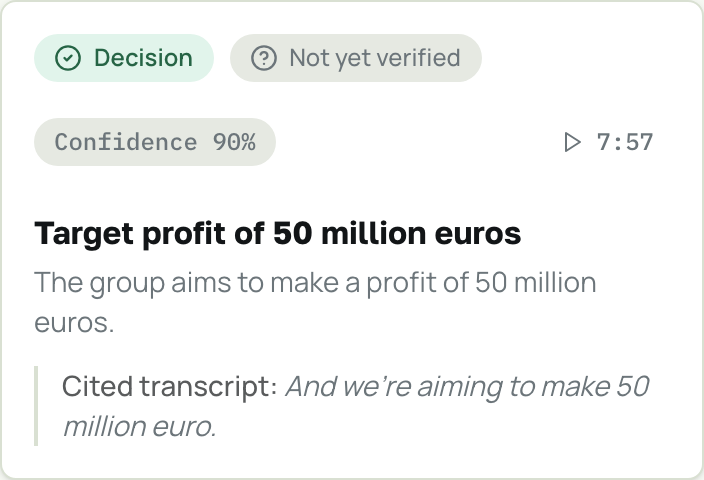 Decision
Not yet verified
Confidence 90%
7:57
Target profit of 50 million euros
The group aims to make a profit of 50 million
euros.
Cited transcript: And we’re aiming to make 50
million euro.